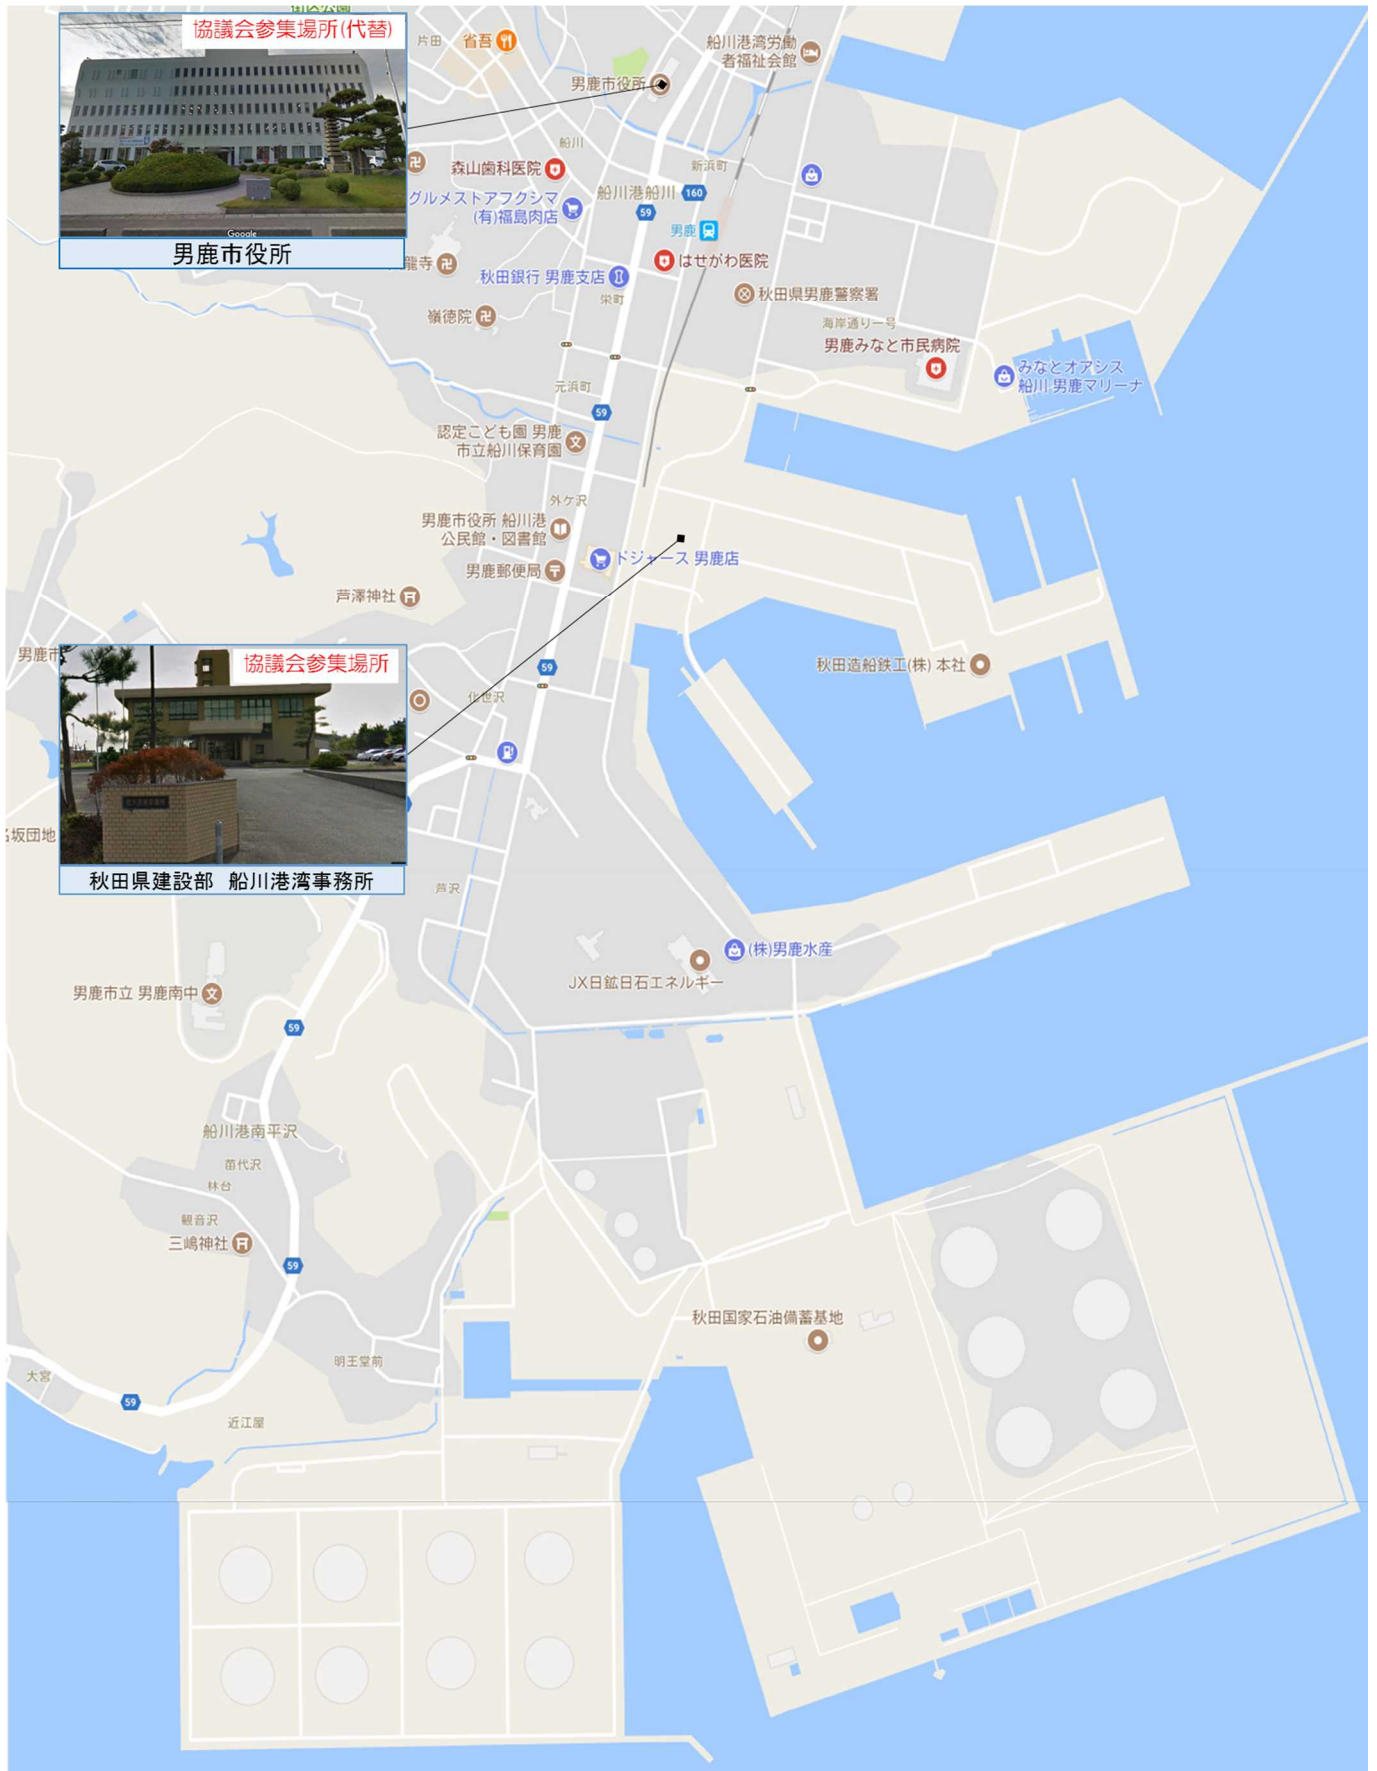 街区公園
協議会参集場所(代替)
片田
省吾
船川港湾労働
者福祉会館
男鹿市役所
船川
森山歯科医院
新浜町
グルメストアフクシマ
(有)福島肉店
船川港船川
160
59
男鹿
Google
男鹿市役所
龍寺
はせがわ医院
秋田銀行 男鹿支店
秋田県男鹿警察署
栄町
嶺徳院
海岸通り一号
男鹿みなと市民病院
みなとオアシス
船川 男鹿マリーナ
元浜町
59
認定こども園 男鹿
市立船川保育園
外ケ沢
男鹿市役所 船川港
公民館・図書館
ドジャース 男鹿店
男鹿郵便局
芦澤神社
男鹿市
協議会参集場所
59
秋田造船鉄工(株) 本社
化世沢
坂団地
秋田県建設部 船川港湾事務所
芦沢
(株)男鹿水産
JX日鉱日石エネルギー
男鹿市立 男鹿南中
59
船川港南平沢
苗代沢
林台
観音沢
三嶋神社
59
秋田国家石油備蓄基地
明王堂前
大宮
59
近江屋